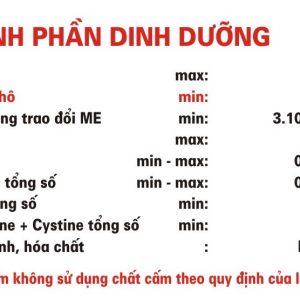 NH PHẦN DINH DƯỠNG
max:
hô min:
ng trao đổi ME min: 3.10
max:
min - max: 0
tổng số min - max: 0
ng số min:
ne + Cystine tổng số min:
nh, hóa chất :
m không sử dụng chất cấm theo quy định của l